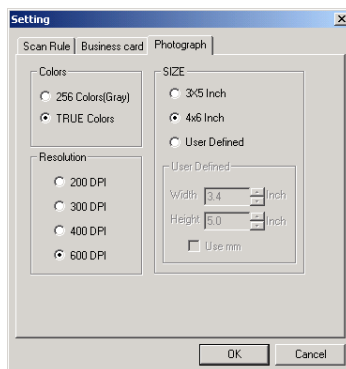 Setting
Scan Rule Business card Photograph
Colors
256 Colors(Gray)
TRUE Colors
Resolution
200 DPI
300 DPI
400 DPI
600 DPI
SIZE
3X5 Inch
4x6 Inch
User Defined
User Defined
Width 3.4 Inch
Height 5.0 Inch
Use mm
OK Cancel